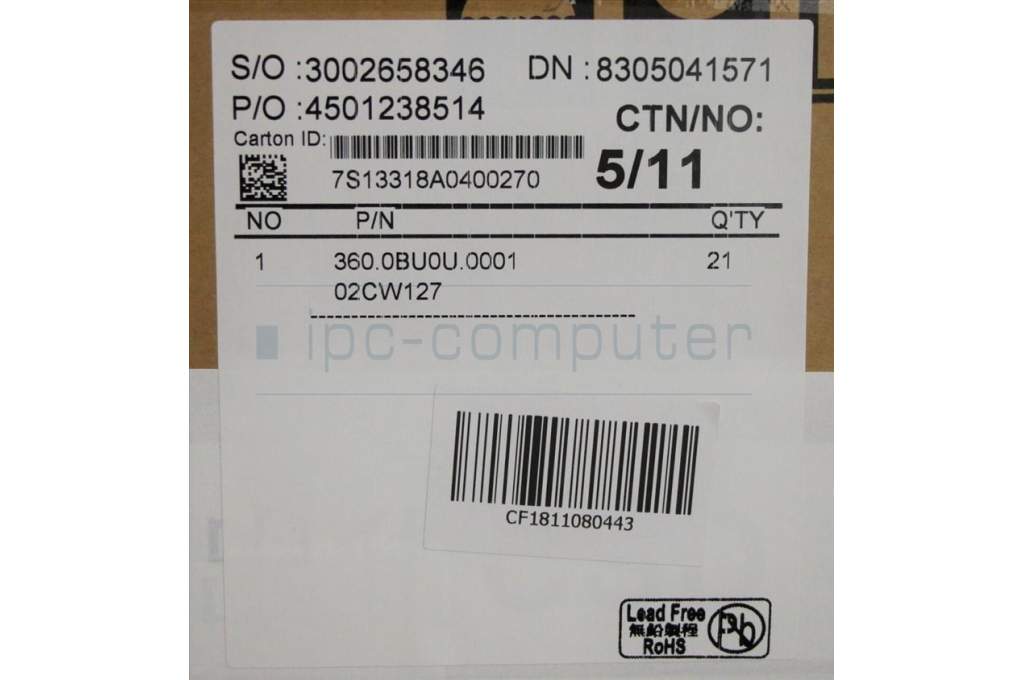 S/O :3002658346 DN :8305041571
P/O :4501238514
CTN/NO:
Carton ID:
7S13318A0400270
5/11
NO P/N Q'TY
1 360.0BU0U.0001 21
02CW127
ipc-computer
CF1811080443
Lead Free
無鉛製程
RoHS
Pb